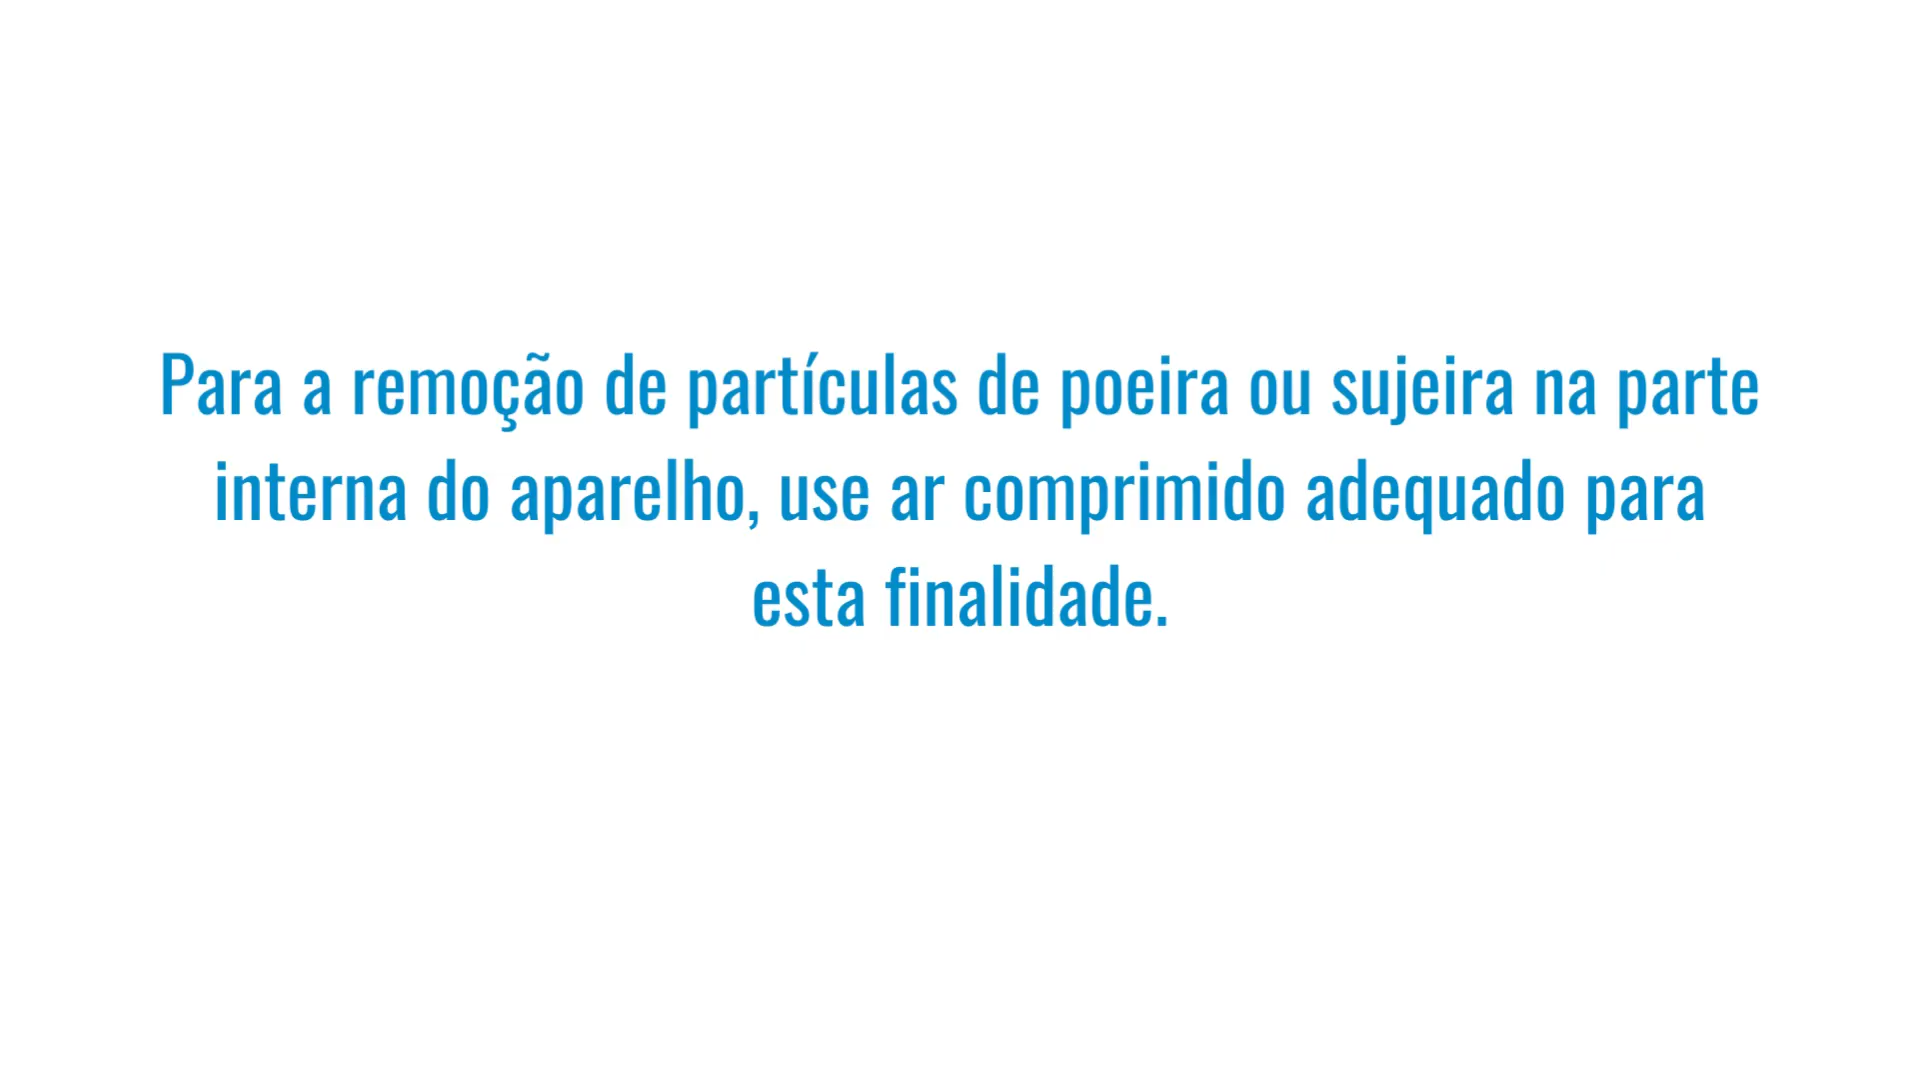 Para a remoção de partículas de poeira ou sujeira na parte
interna do aparelho, use ar comprimido adequado para
esta finalidade.